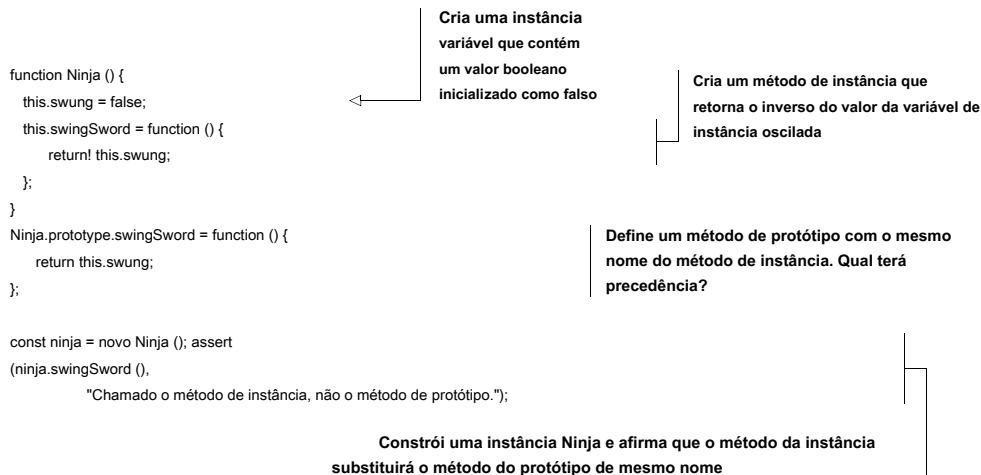 Cria uma instância
variável que contém
um valor booleano
inicializado como falso
function Ninja () {
this.swung = false;
this.swingSword = function () {
return! this.swung;
};
}
Cria um método de instância que
retorna o inverso do valor da variável de
instância oscilada
Ninja.prototype.swingSword = function () {
return this.swung;
};
Define um método de protótipo com o mesmo
nome do método de instância. Qual terá
precedência?
const ninja = novo Ninja (); assert
(ninja.swingSword (),
"Chamado o método de instância, não o método de protótipo.");
Constrói uma instância Ninja e afirma que o método da instância
substituirá o método do protótipo de mesmo nome